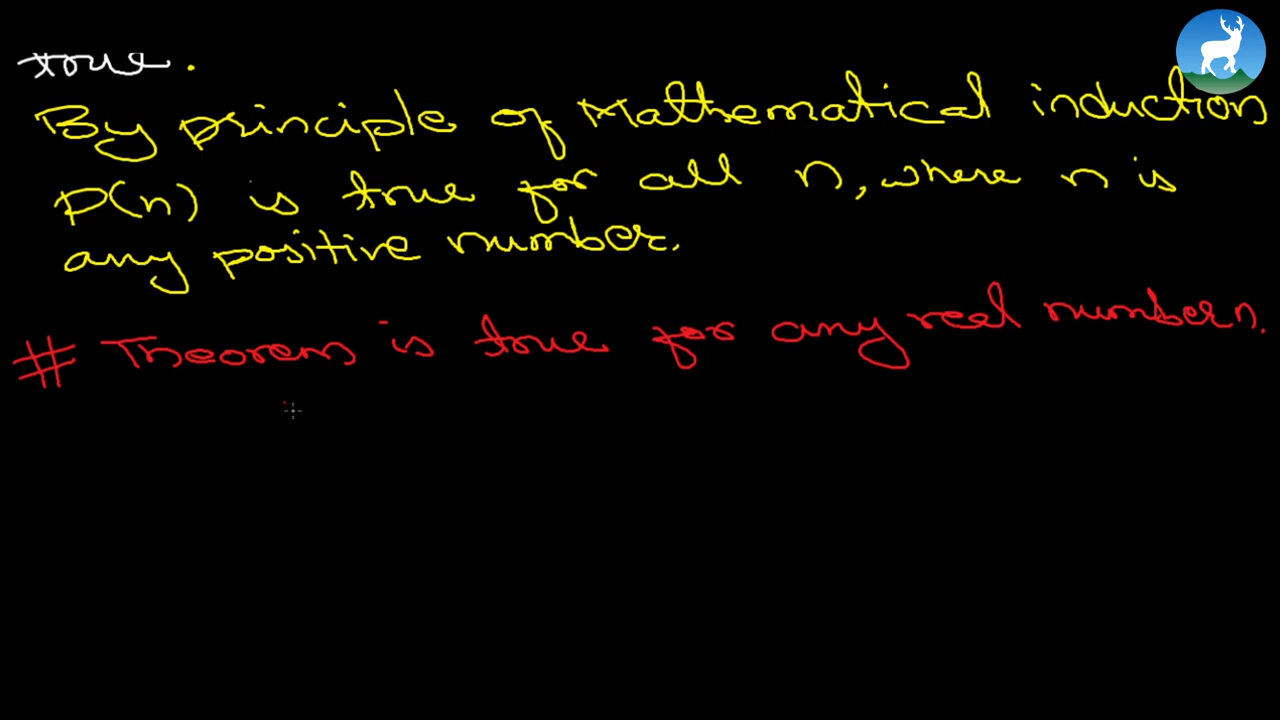 true.
By principle of Mathematical induction
P(n) is true for all n, where n is
any positive number.
# Theorem is true for any real number n.